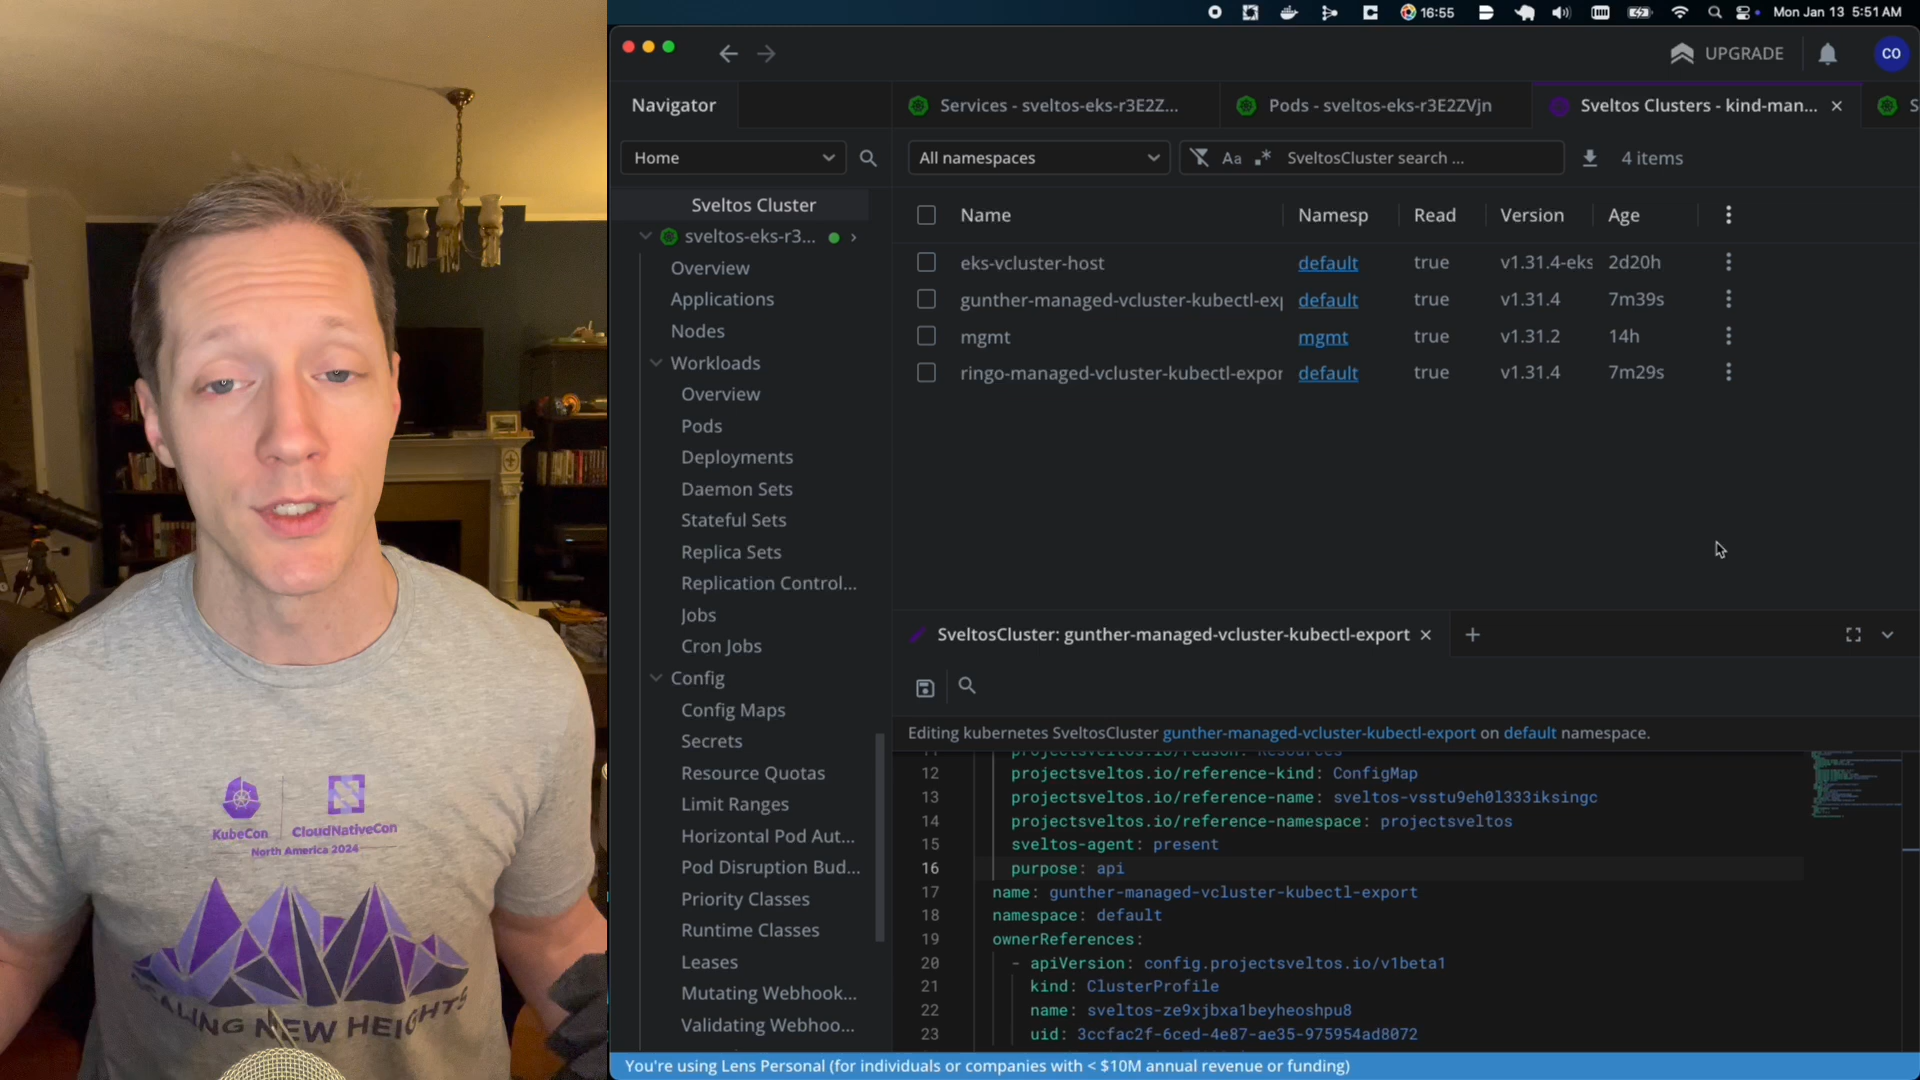 16:55
Mon Jan 13 5:51 AM
UPGRADE
CO
Navigator
Services - sveltos-eks-r3E2Z...
Pods - sveltos-eks-r3E2ZVjn
Sveltos Clusters - kind-man...
S
Home
All namespaces
Aa
SveltosCluster search ...
4 items
Sveltos Cluster
sveltos-eks-r3...
Overview
Applications
Nodes
Workloads
Overview
Pods
Deployments
Daemon Sets
Stateful Sets
Replica Sets
Replication Control...
Jobs
Cron Jobs
Config
Config Maps
Secrets
Resource Quotas
Limit Ranges
Horizontal Pod Aut...
Pod Disruption Bud...
Priority Classes
Runtime Classes
Leases
Mutating Webhook...
Validating Webhoo...
Name Namesp Read Version Age
eks-vcluster-host default true v1.31.4-eks 2d20h
gunther-managed-vcluster-kubectl-exp default true v1.31.4 7m39s
mgmt mgmt true v1.31.2 14h
ringo-managed-vcluster-kubectl-expor default true v1.31.4 7m29s
SveltosCluster: gunther-managed-vcluster-kubectl-export
Editing kubernetes SveltosCluster gunther-managed-vcluster-kubectl-export on default namespace.
11 projectsveltos.io/reason: Resources
12 projectsveltos.io/reference-kind: ConfigMap
13 projectsveltos.io/reference-name: sveltos-vsstu9eh0l333iksingc
14 projectsveltos.io/reference-namespace: projectsveltos
15 sveltos-agent: present
16 purpose: api
17 name: gunther-managed-vcluster-kubectl-export
18 namespace: default
19 ownerReferences:
20 - apiVersion: config.projectsveltos.io/v1beta1
21 kind: ClusterProfile
22 name: sveltos-ze9xjbxa1beyheoshpu8
23 uid: 3ccfac2f-6ced-4e87-ae35-975954ad8072
You're using Lens Personal (for individuals or companies with < $10M annual revenue or funding)
KubeCon CloudNativeCon
North America 2024
ALING NEW HEIGHTS